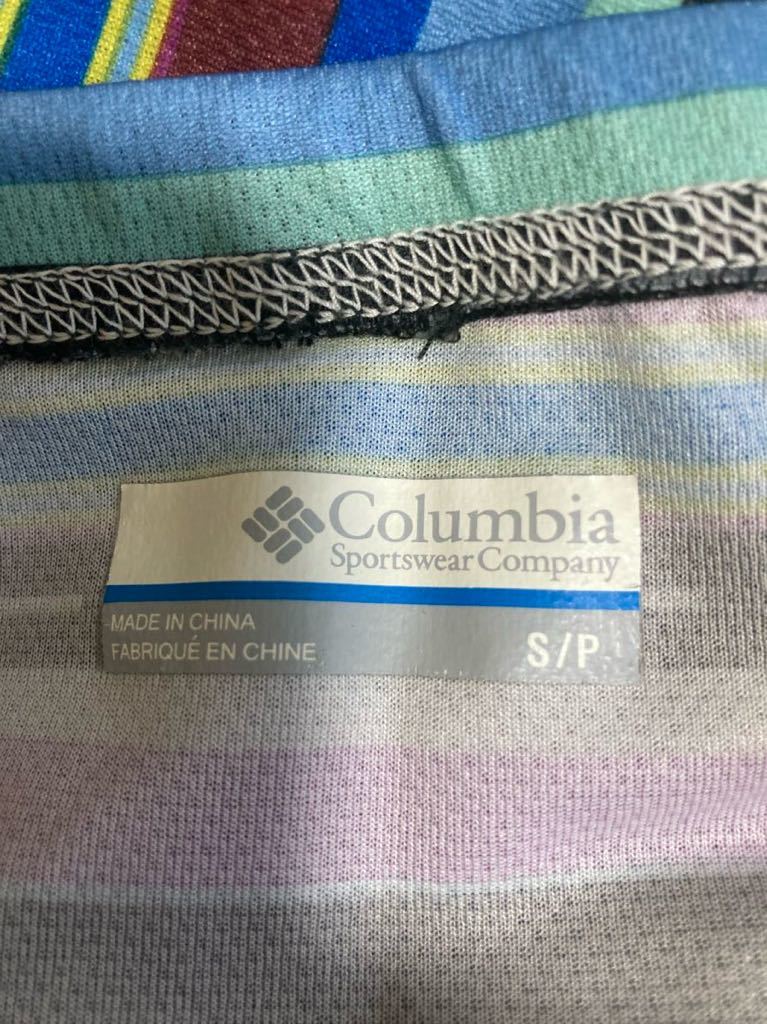 Columbia
Sportswear Company
MADE IN CHINA
FABRIQUÉ EN CHINE
S/P